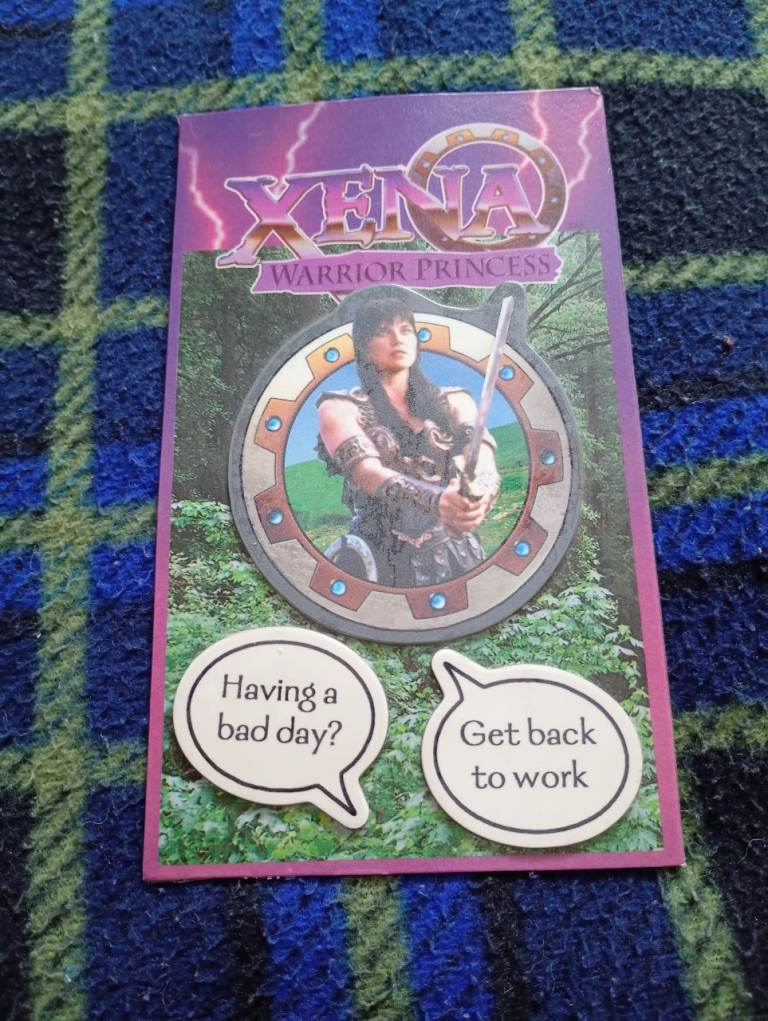 XENA
WARRIOR PRINCESS
Having a
bad day?
Get back
to work